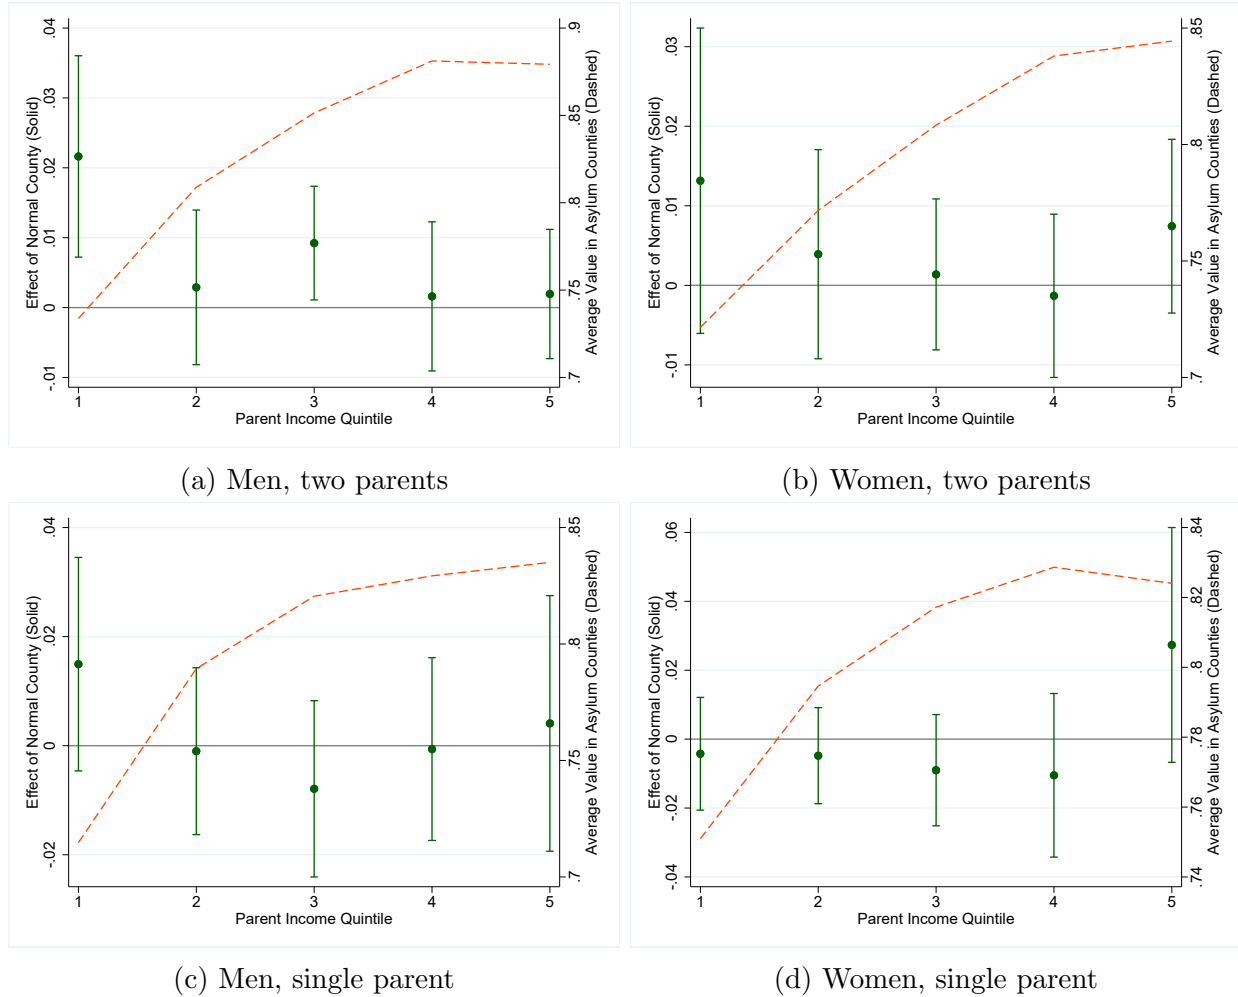 Effect of Normal County (Solid)
-.01 0 .01 .02 .03 .04
Average Value in Asylum Counties (Dashed)
.7 .75 .8 .85 .9
1 2 3 4 5
Parent Income Quintile
(a) Men, two parents
Effect of Normal County (Solid)
-.01 0 .01 .02 .03
Average Value in Asylum Counties (Dashed)
.7 .75 .8 .85
1 2 3 4 5
Parent Income Quintile
(b) Women, two parents
Effect of Normal County (Solid)
-.02 0 .02 .04
Average Value in Asylum Counties (Dashed)
.7 .75 .8 .85
1 2 3 4 5
Parent Income Quintile
(c) Men, single parent
Effect of Normal County (Solid)
-.04 -.02 0 .02 .04 .06
Average Value in Asylum Counties (Dashed)
.74 .76 .78 .8 .82 .84
1 2 3 4 5
Parent Income Quintile
(d) Women, single parent